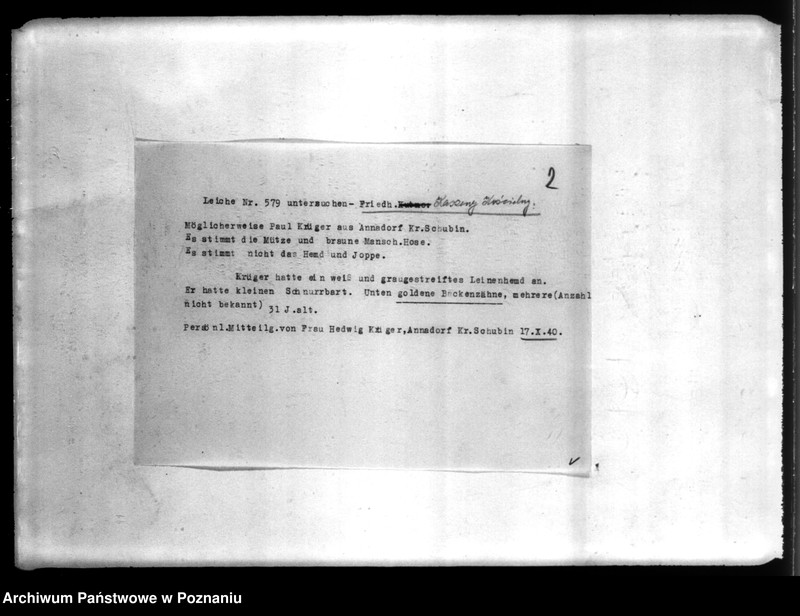 2
Leiche Nr. 579 untersuchen- Friedh. Kutnor
Möglicherweise Paul Krüger aus Annadorf Kr.Schubin.
Es stimmt die Mütze und braune Mansch.Hose.
Es stimmt nicht das Hemd und Joppe.
Krüger hatte ein weiß und graugestreiftes Leinenhemd an.
Er hatte kleinen Schnurrbart. Unten goldene Backenzähne, mehrere(Anzahl
nicht bekannt) 31 J.alt.
Persönl.Mitteilg.von Frau Hedwig Krüger,Annadorf Kr.Schubin 17.X.40.
Archiwum Państwowe w Poznaniu